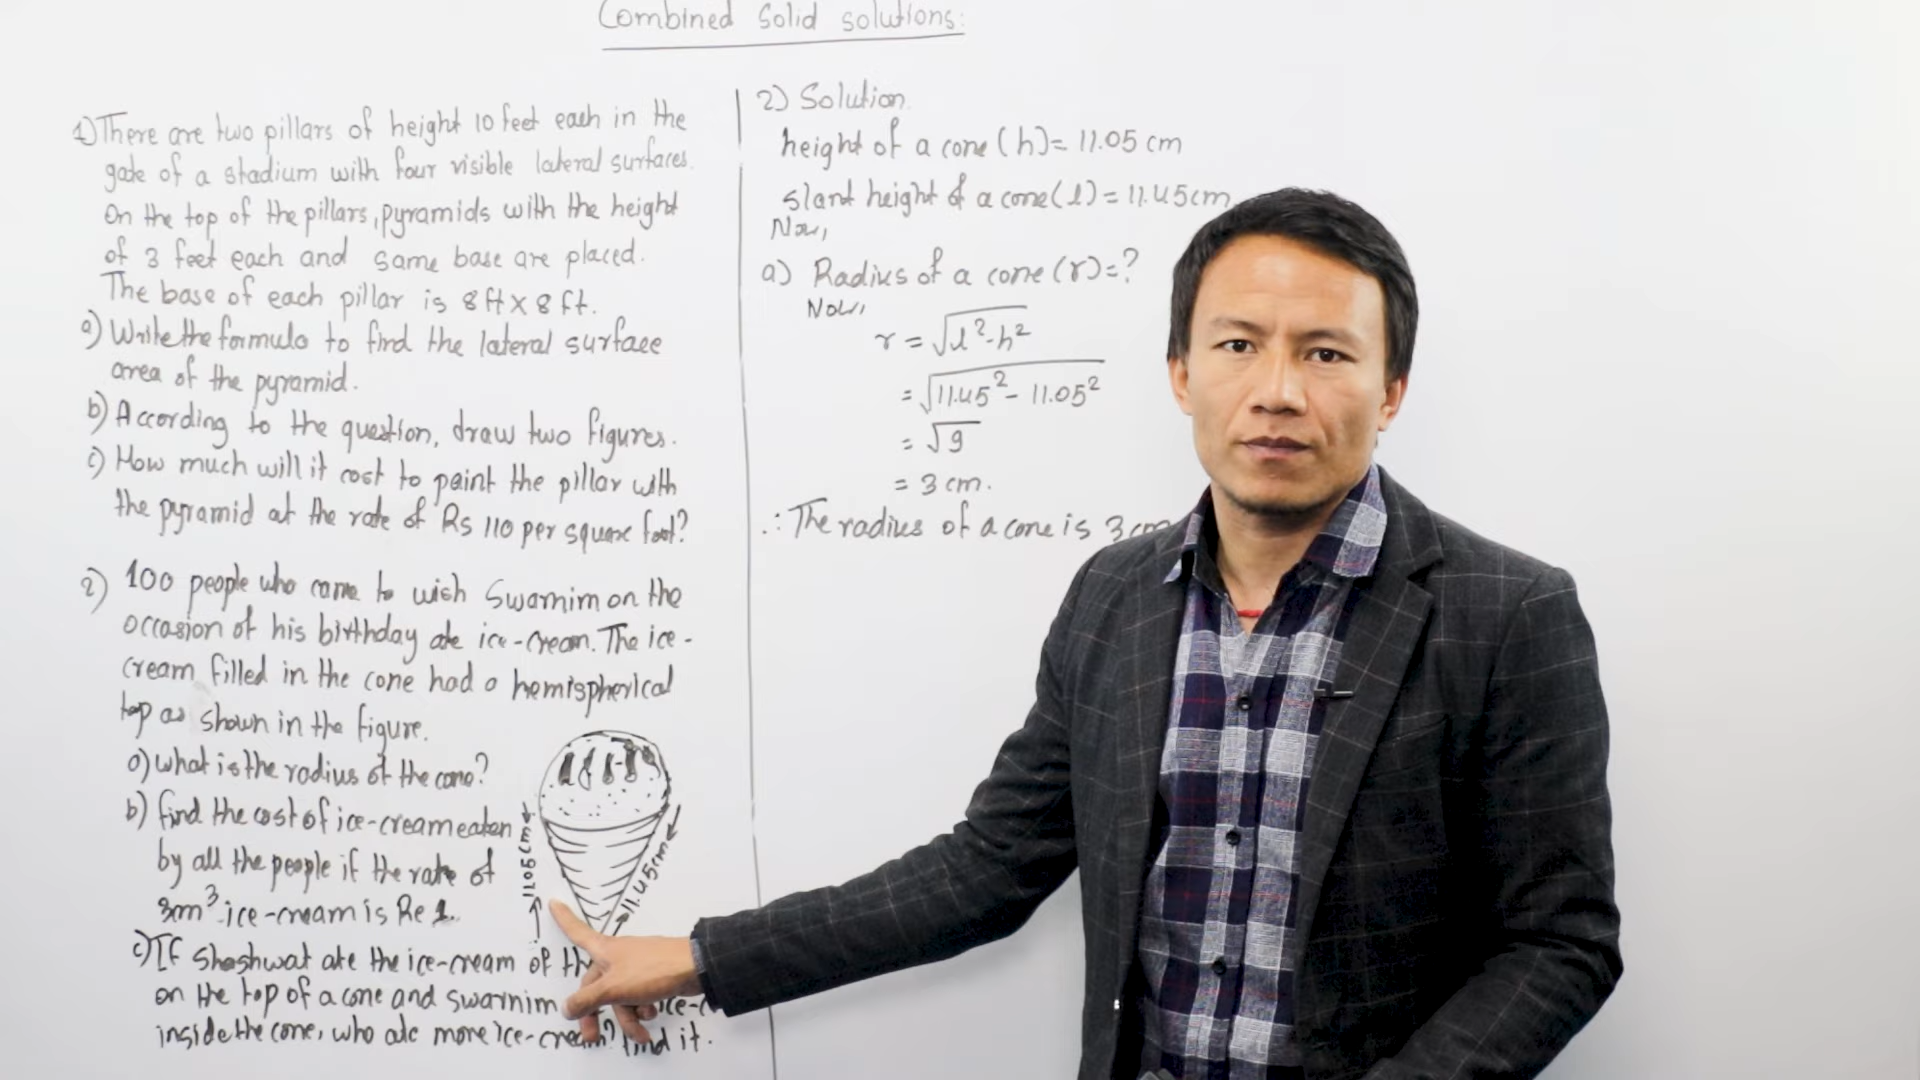 Combined Solid solutions:
1) There are two pillars of height 10 feet each in the
gate of a stadium with four visible lateral surfaces.
On the top of the pillars, pyramids with the height
of 3 feet each and same base are placed.
The base of each pillar is 8 ft X 8 ft.
a) Write the formula to find the lateral surface
area of the pyramid.
b) According to the question, draw two figures.
c) How much will it cost to paint the pillar with
the pyramid at the rate of Rs 110 per square foot?
2) 100 people who came to wish Swarnim on the
occasion of his birthday ate ice-cream. The ice-
cream filled in the cone had a hemispherical
top as shown in the figure.
a) What is the radius of the cone?
b) find the cost of ice-cream eaten
by all the people if the rate of
3cm³ ice-cream is Re 1.
c) If Shashwat ate the ice-cream of
on the top of a cone and swarnim ice-
inside the cone, who ate more ice-cream? find it.
11.05 cm
11.45cm
2) Solution.
height of a cone (h)= 11.05 cm
slant height of a cone(l) = 11.45cm
Now,
a) Radius of a cone (r)=?
Now,
r = √l²-h²
= √11.45² - 11.05²
= √9
= 3 cm.
∴ The radius of a cone is 3 cm